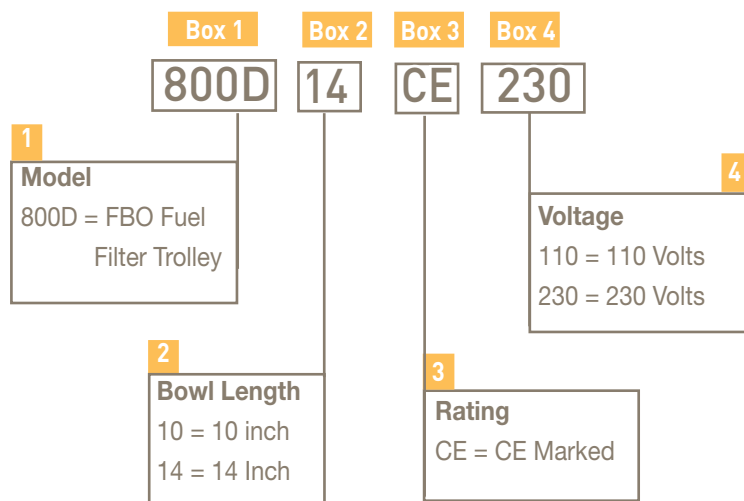 Box 1 Box 2 Box 3 Box 4
800D 14 CE 230
1
Model
800D = FBO Fuel
Filter Trolley
4
Voltage
110 = 110 Volts
230 = 230 Volts
2
Bowl Length
10 = 10 inch
14 = 14 Inch
3
Rating
CE = CE Marked